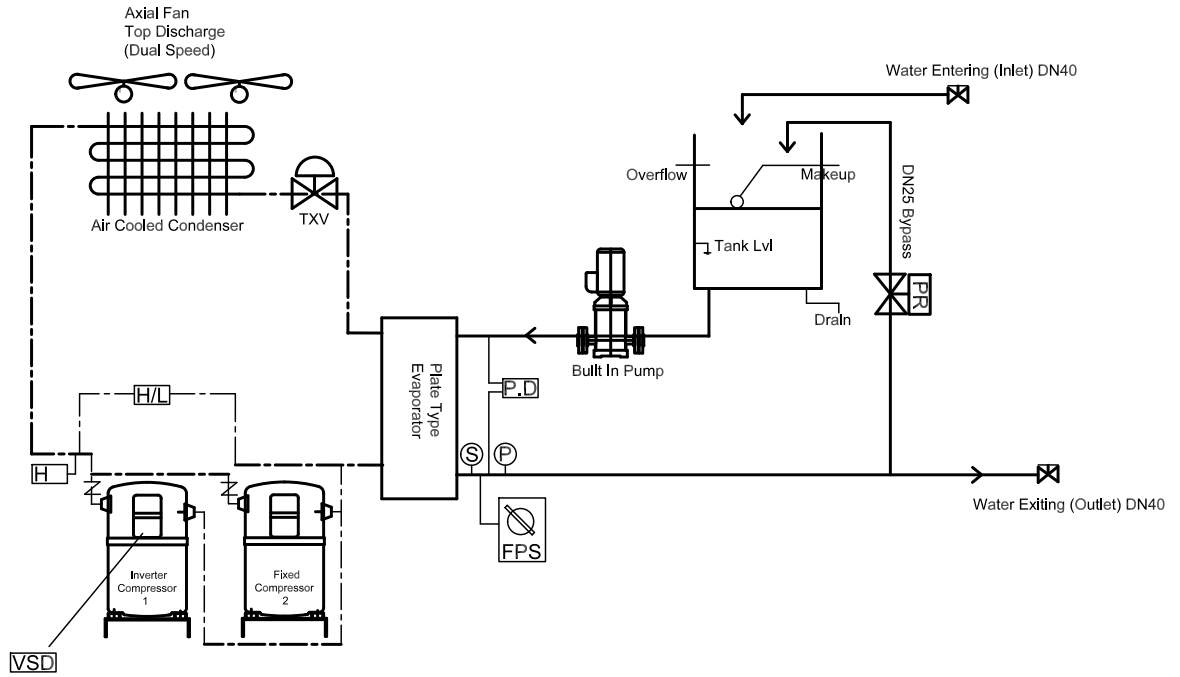 Axial Fan
Top Discharge
(Dual Speed)
Water Entering (Inlet) DN40
Overflow
Makeup
DN25 Bypass
TXV
Air Cooled Condenser
Tank Lvl
PR
Drain
Built In Pump
Plate Type
Evaporator
P.D
H/L
H
S
P
FPS
Water Exiting (Outlet) DN40
Inverter
Compressor
1
Fixed
Compressor
2
VSD